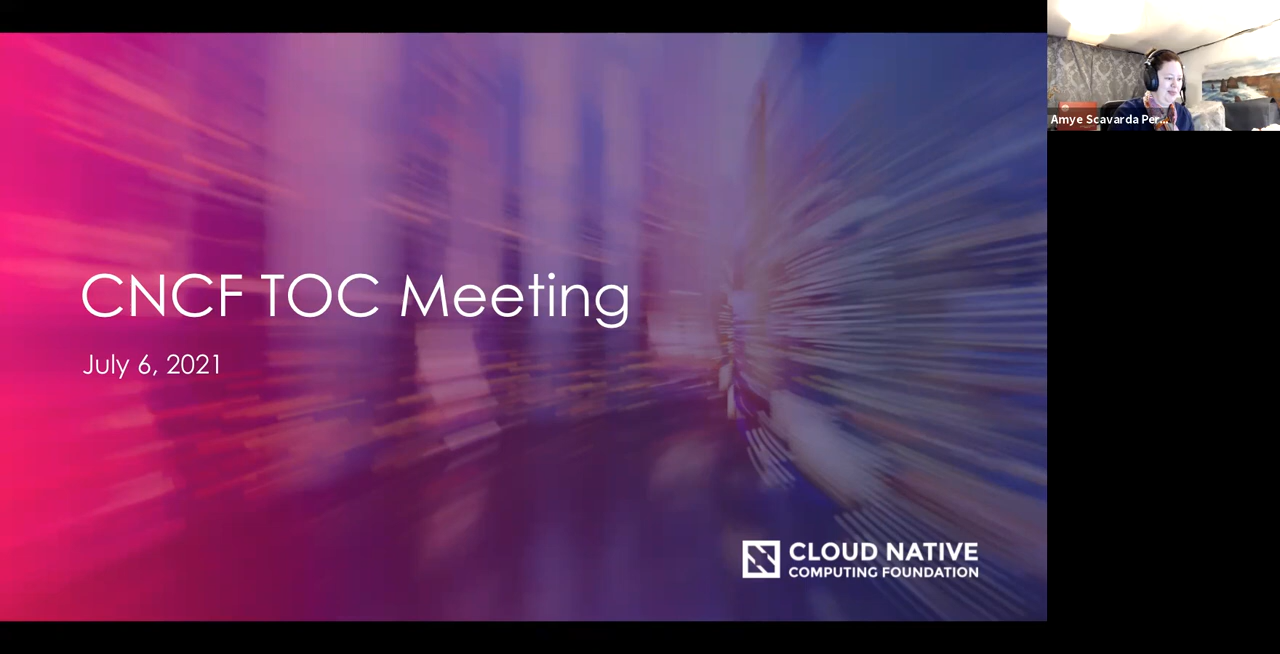 Amye Scavarda Per...
CNCF TOC Meeting
July 6, 2021
CLOUD NATIVE
COMPUTING FOUNDATION